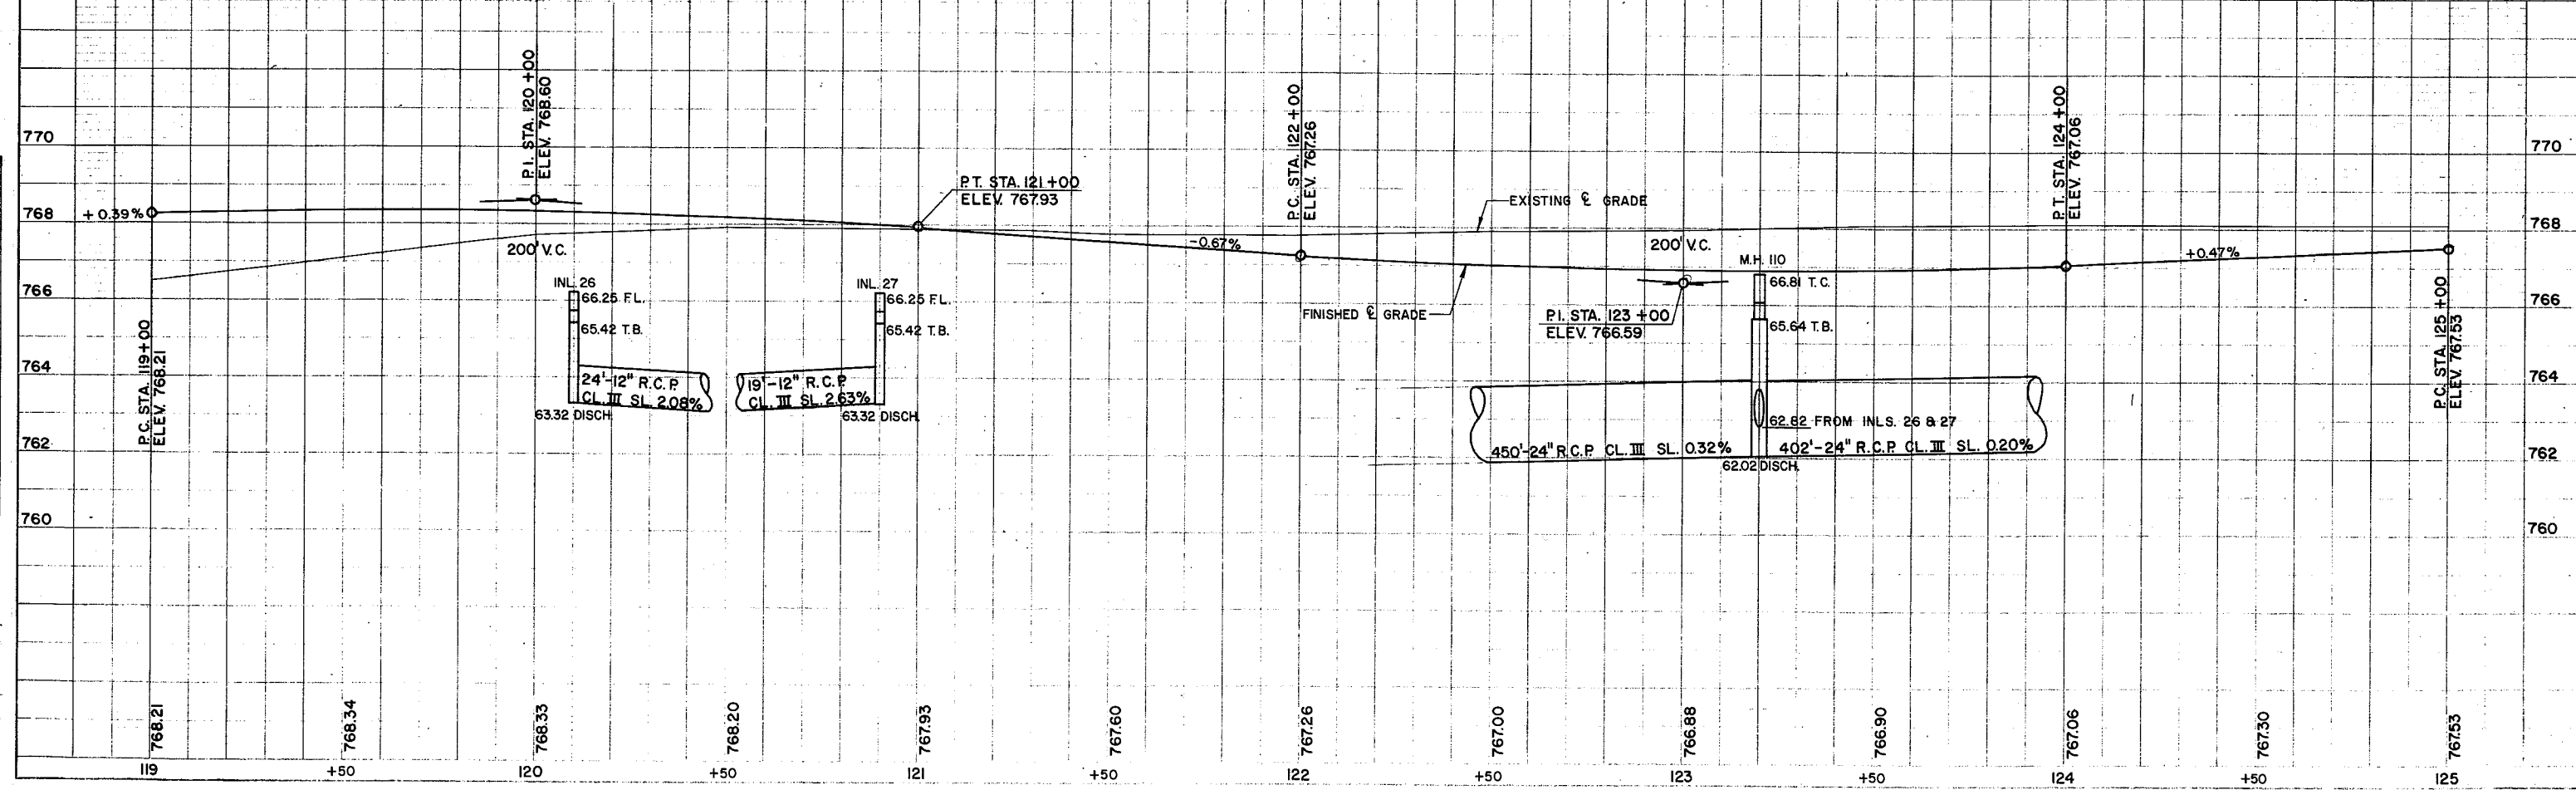 P.I. STA. 120+00
ELEV. 768.60
P.C. STA. 122+00
ELEV. 767.26
P.T. STA. 124+00
ELEV. 767.06
770
770
P.T. STA. 121+00
ELEV. 767.93
EXISTING ℄ GRADE
768
+0.39%
768
200' V.C.
-0.67%
200' V.C.
+0.47%
M.H. 110
INL. 26
66.25 F.L.
65.42 T.B.
INL. 27
66.25 F.L.
65.42 T.B.
66.81 T.C.
65.64 T.B.
766
766
FINISHED ℄ GRADE
P.I. STA. 123+00
ELEV. 766.59
P.C. STA. 119+00
ELEV. 768.21
P.C. STA. 125+00
ELEV. 767.53
764
764
24'-12" R.C.P.
CL. III SL. 2.08%
63.32 DISCH.
19'-12" R.C.P.
CL. III SL. 2.63%
63.32 DISCH.
62.82 FROM INLS. 26 & 27
450'-24" R.C.P. CL. III SL. 0.32%
402'-24" R.C.P. CL. III SL. 0.20%
62.02 DISCH.
762
762
760
760
768.21
768.34
768.33
768.20
767.93
767.60
767.26
767.00
766.88
766.90
767.06
767.30
767.53
119 +50 120 +50 121 +50 122 +50 123 +50 124 +50 125